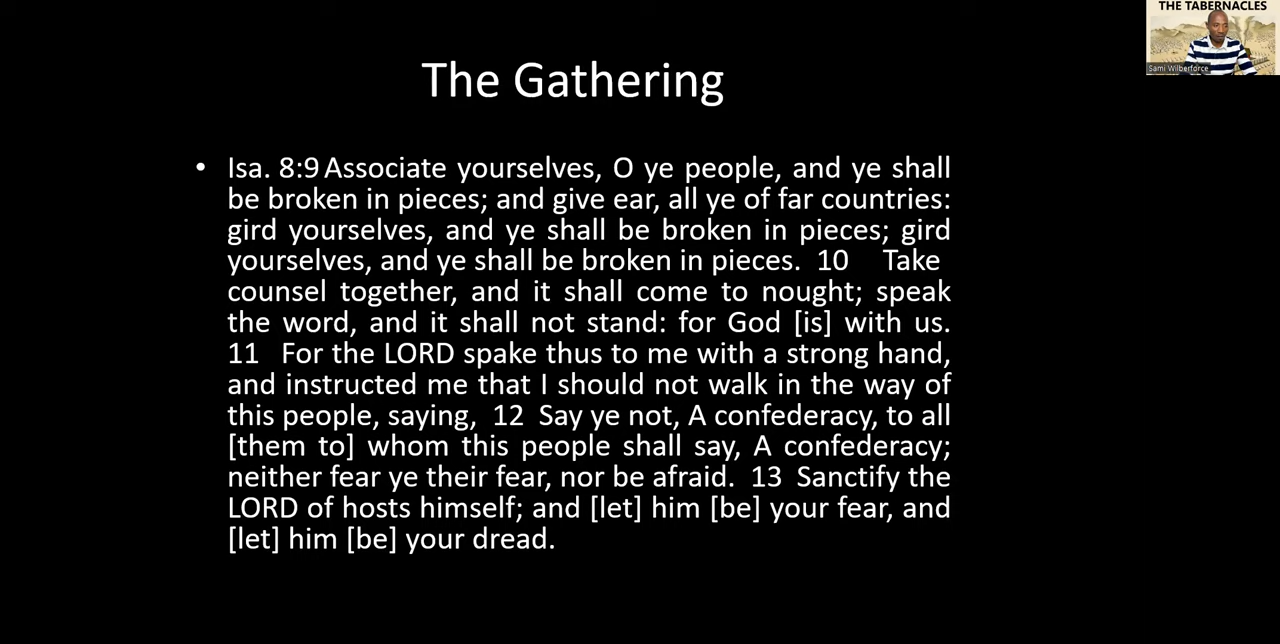 THE TABERNACLES
Sami Wilberforce
The Gathering
• Isa. 8:9 Associate yourselves, O ye people, and ye shall
be broken in pieces; and give ear, all ye of far countries:
gird yourselves, and ye shall be broken in pieces; gird
yourselves, and ye shall be broken in pieces. 10 Take
counsel together, and it shall come to nought; speak
the word, and it shall not stand: for God [is] with us.
11 For the LORD spake thus to me with a strong hand,
and instructed me that I should not walk in the way of
this people, saying, 12 Say ye not, A confederacy, to all
[them to] whom this people shall say, A confederacy;
neither fear ye their fear, nor be afraid. 13 Sanctify the
LORD of hosts himself; and [let] him [be] your fear, and
[let] him [be] your dread.